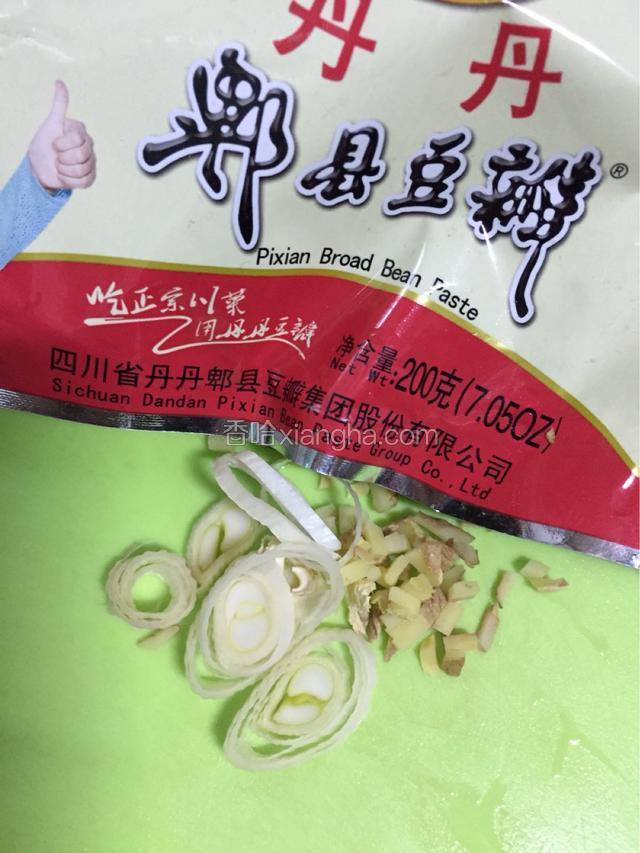 丹丹
郫县豆瓣®
Pixian Broad Bean Paste
吃正宗川菜
用丹丹豆瓣
净含量:200克(7.05OZ)
Net Wt:
四川省丹丹郫县豆瓣集团股份有限公司
Sichuan Dandan Pixian Bean Paste Group Co.,Ltd
香哈xiangha.com